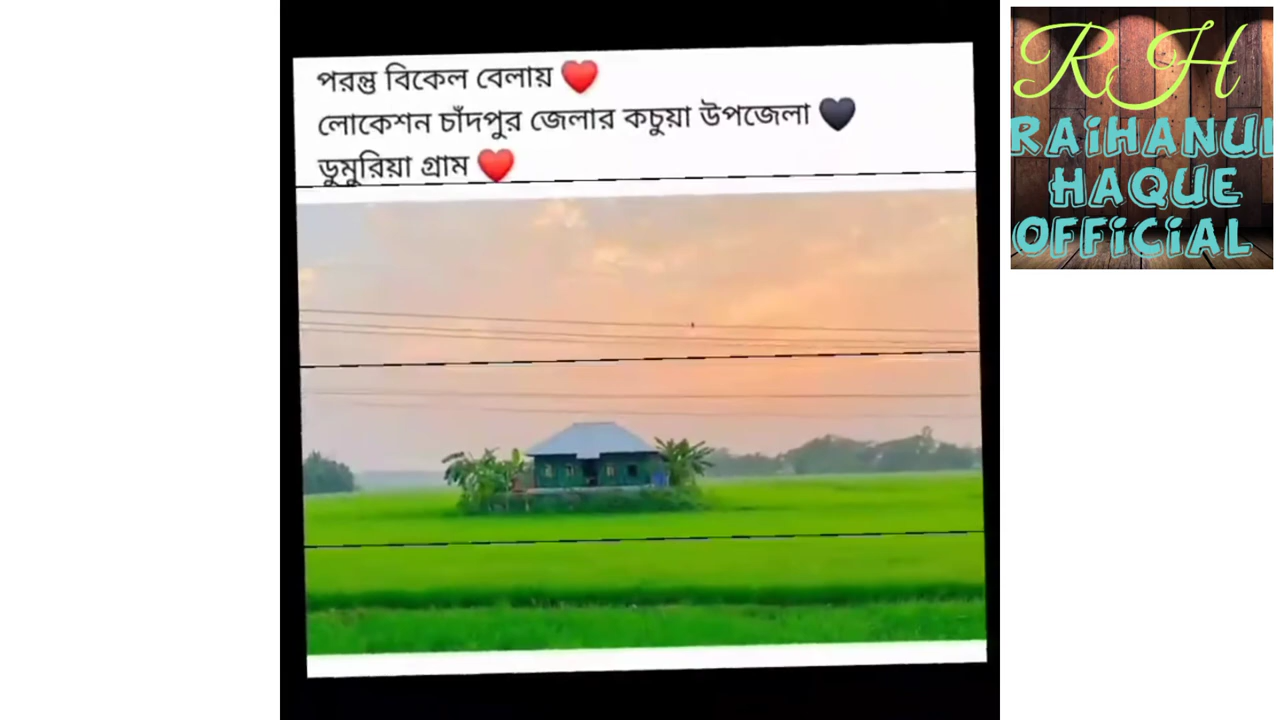 পরন্তু বিকেল বেলায় ❤️
লোকেশন চাঁদপুর জেলার কচুয়া উপজেলা 🖤
ডুমুরিয়া গ্রাম ❤️
RH
RAiHANUL
HAQUE
OFFiCiAL